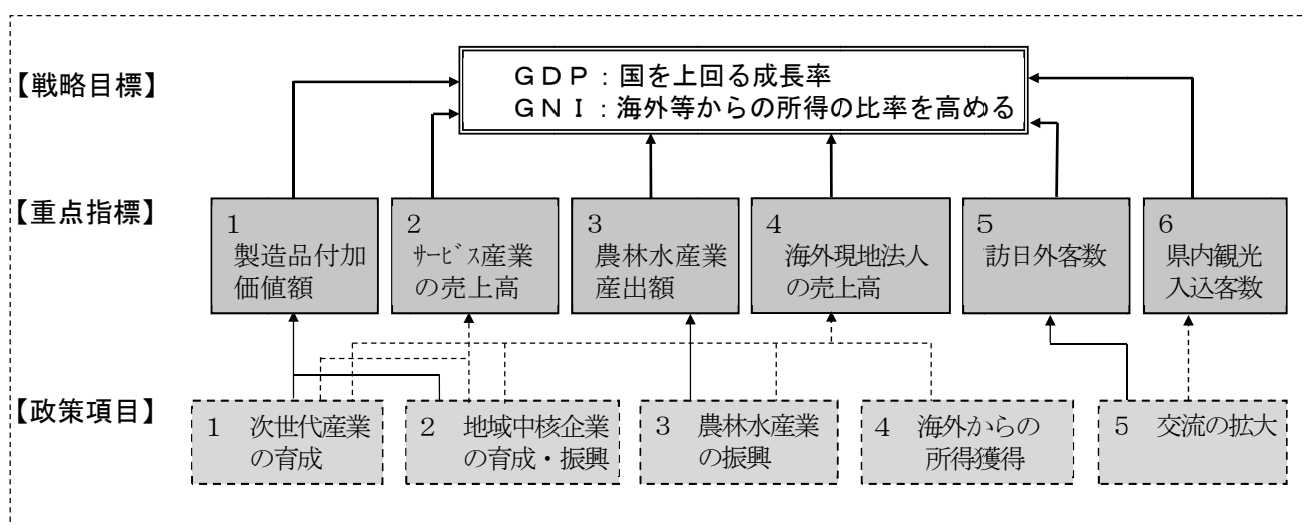 【戦略目標】
GDP:国を上回る成長率
GNI:海外等からの所得の比率を高める
【重点指標】
1
製造品付加
価値額
2
ｻｰﾋﾞｽ産業
の売上高
3
農林水産業
産出額
4
海外現地法人
の売上高
5
訪日外客数
6
県内観光
入込客数
【政策項目】
1 次世代産業
の育成
2 地域中核企業
の育成・振興
3 農林水産業
の振興
4 海外からの
所得獲得
5 交流の拡大